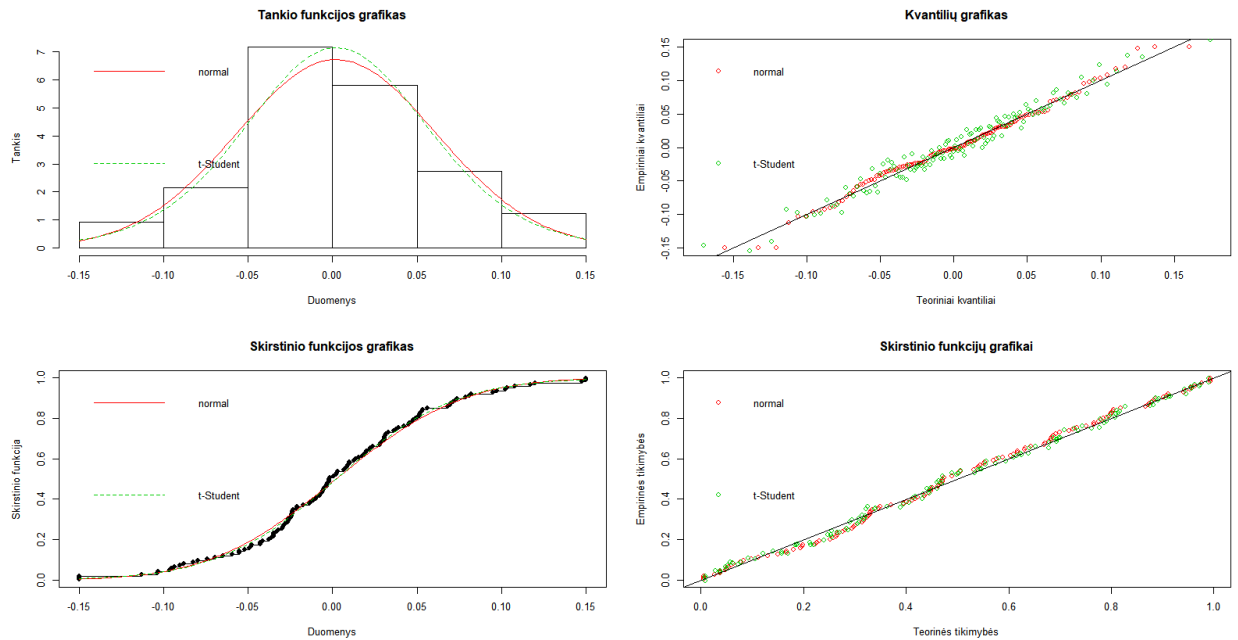 Tankio funkcijos grafikas
Tankis
0 1 2 3 4 5 6 7
normal
t-Student
-0.15 -0.10 -0.05 0.00 0.05 0.10 0.15
Duomenys
Kvantilių grafikas
Empiriniai kvantiliai
-0.15 -0.05 0.00 0.05 0.10 0.15
normal
t-Student
-0.15 -0.10 -0.05 0.00 0.05 0.10 0.15
Teoriniai kvantiliai
Skirstinio funkcijos grafikas
Skirstinio funkcija
0.0 0.2 0.4 0.6 0.8 1.0
normal
t-Student
-0.15 -0.10 -0.05 0.00 0.05 0.10 0.15
Duomenys
Skirstinio funkcijų grafikai
Empirinės tikimybės
0.0 0.2 0.4 0.6 0.8 1.0
normal
t-Student
0.0 0.2 0.4 0.6 0.8 1.0
Teorinės tikimybės